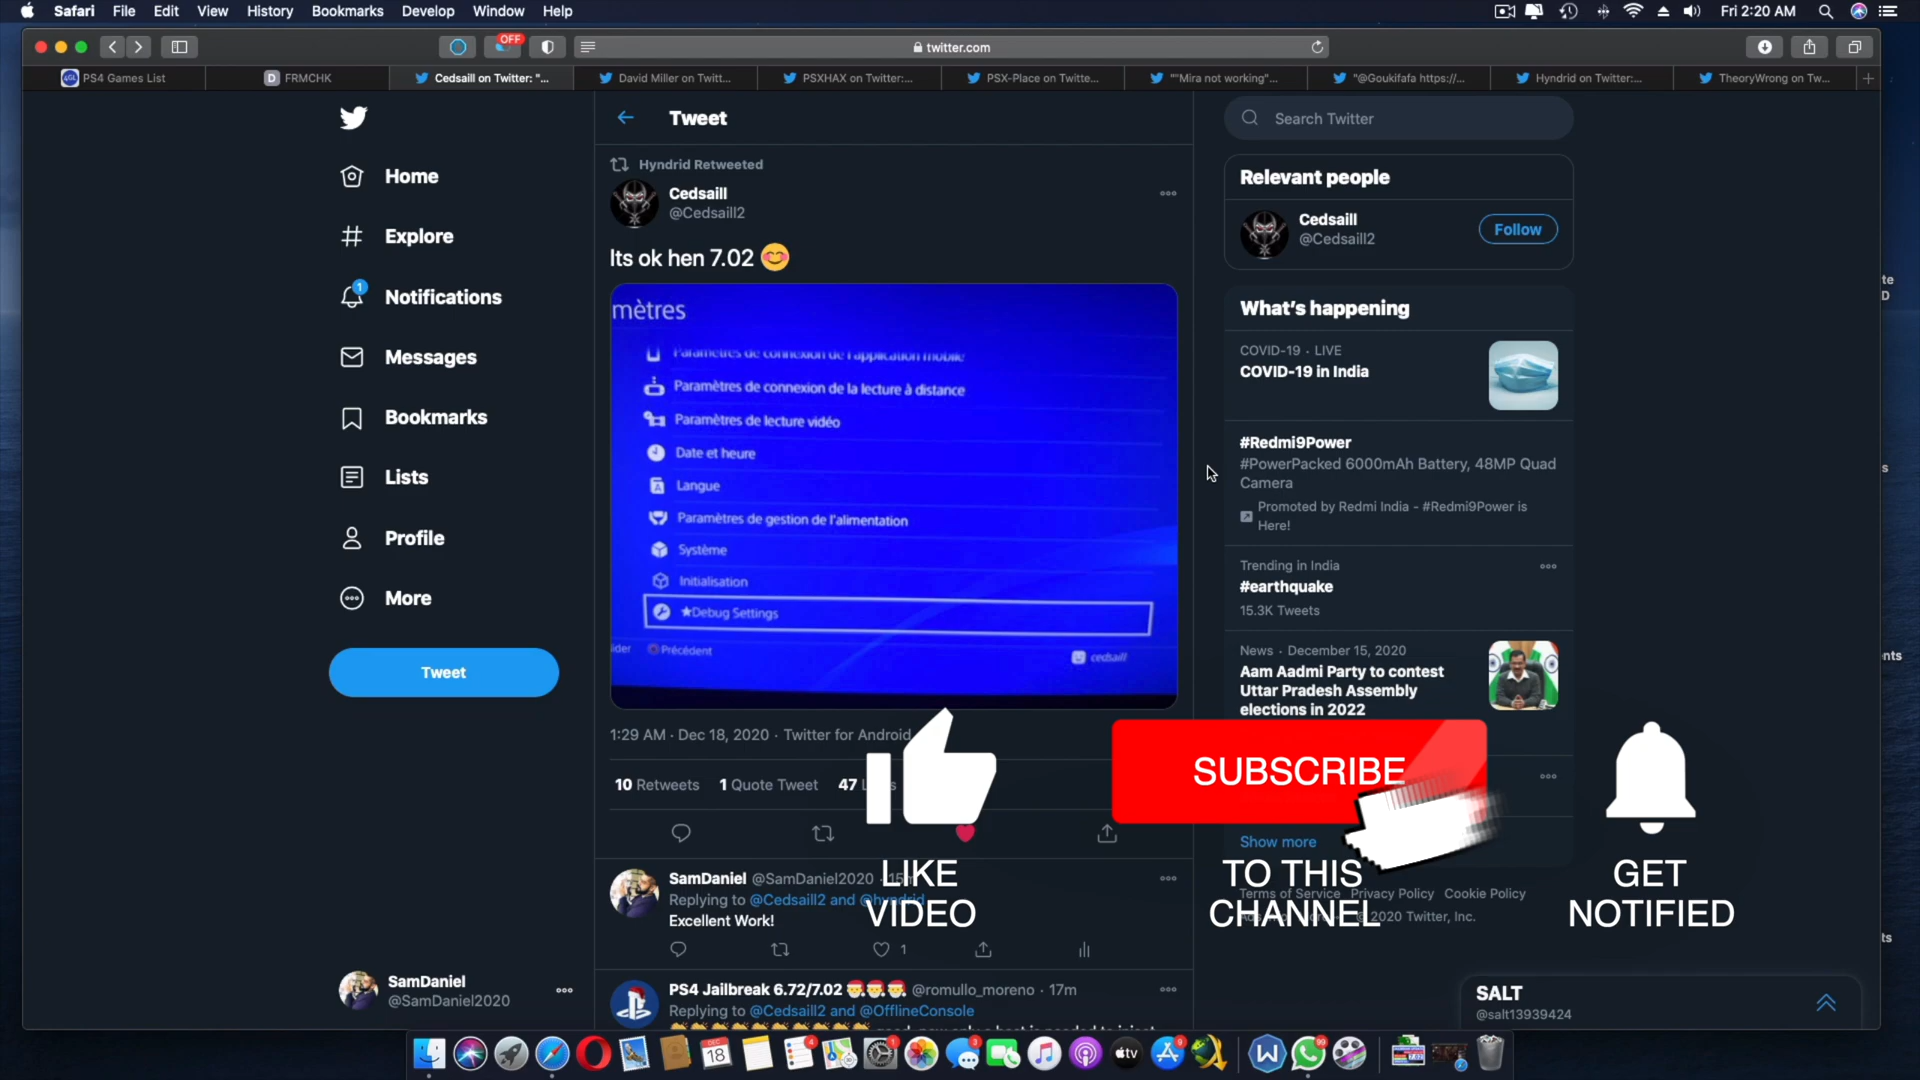 Safari File Edit View History Bookmarks Develop Window Help
Fri 2:20 AM
OFF
twitter.com
PS4 Games List
FRMCHK
Cedsaill on Twitter: "...
David Miller on Twitt...
PSXHAX on Twitter:...
PSX-Place on Twitte...
""Mira not working"...
"@Goukifafa https://...
Hyndrid on Twitter:...
TheoryWrong on Tw...
Home
Explore
1
Notifications
Messages
Bookmarks
Lists
Profile
More
Tweet
SamDaniel
@SamDaniel2020
Tweet
Hyndrid Retweeted
Cedsaill
@Cedsaill2
Its ok hen 7.02 😊
mètres
Paramètres de connexion de l'application mobile
Paramètres de connexion de la lecture à distance
Paramètres de lecture vidéo
Date et heure
Langue
Paramètres de gestion de l'alimentation
Système
Initialisation
★Debug Settings
Précédent
cedsaill
1:29 AM · Dec 18, 2020 · Twitter for Android
10 Retweets 1 Quote Tweet 47
SamDaniel @SamDaniel2020
Replying to @Cedsaill2 and @hyndrid
Excellent Work!
1
PS4 Jailbreak 6.72/7.02 🎅🎅🎅 @romullo_moreno · 17m
Replying to @Cedsaill2 and @OfflineConsole
Search Twitter
Relevant people
Cedsaill
@Cedsaill2
Follow
What's happening
COVID-19 · LIVE
COVID-19 in India
#Redmi9Power
#PowerPacked 6000mAh Battery, 48MP Quad
Camera
Promoted by Redmi India - #Redmi9Power is
Here!
Trending in India
#earthquake
15.3K Tweets
News · December 15, 2020
Aam Aadmi Party to contest
Uttar Pradesh Assembly
elections in 2022
Show more
Terms of Service Privacy Policy Cookie Policy
© 2020 Twitter, Inc.
SALT
@salt13939424
LIKE
VIDEO
SUBSCRIBE
TO THIS
CHANNEL
GET
NOTIFIED